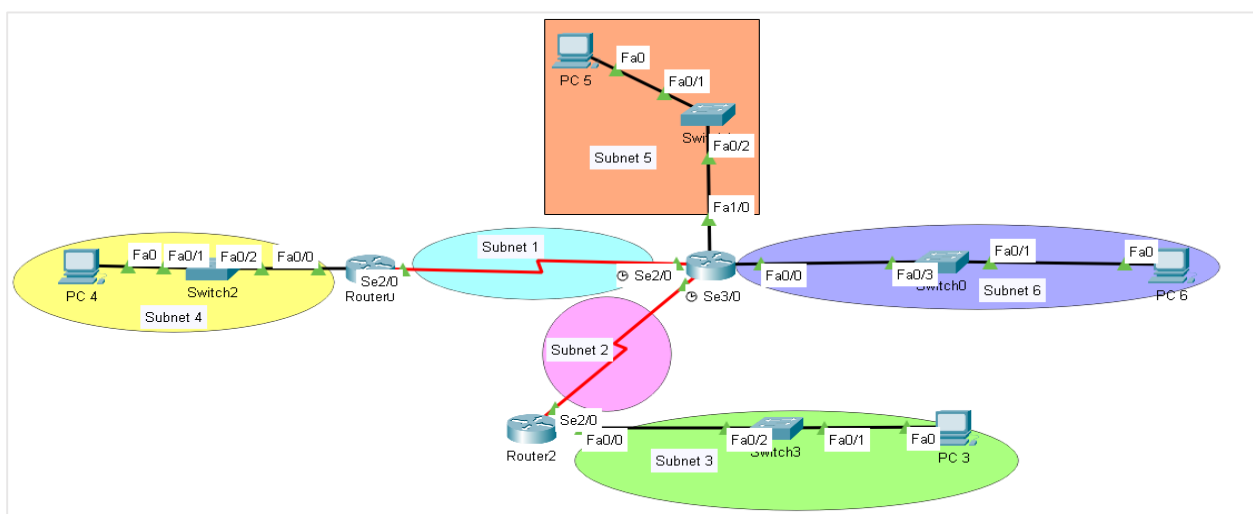 Fa0
PC 5
Fa0/1
Fa0/2
Subnet 5
Fa1/0
Subnet 1
Fa0
Fa0/1
Fa0/2
Fa0/0
PC 4
Switch2
Subnet 4
Se2/0
Router0
Se2/0
Se3/0
Fa0/0
Fa0/3
Fa0/1
Fa0
Switch0
Subnet 6
PC 6
Subnet 2
Se2/0
Router2
Fa0/0
Fa0/2
Fa0/1
Fa0
Switch3
Subnet 3
PC 3